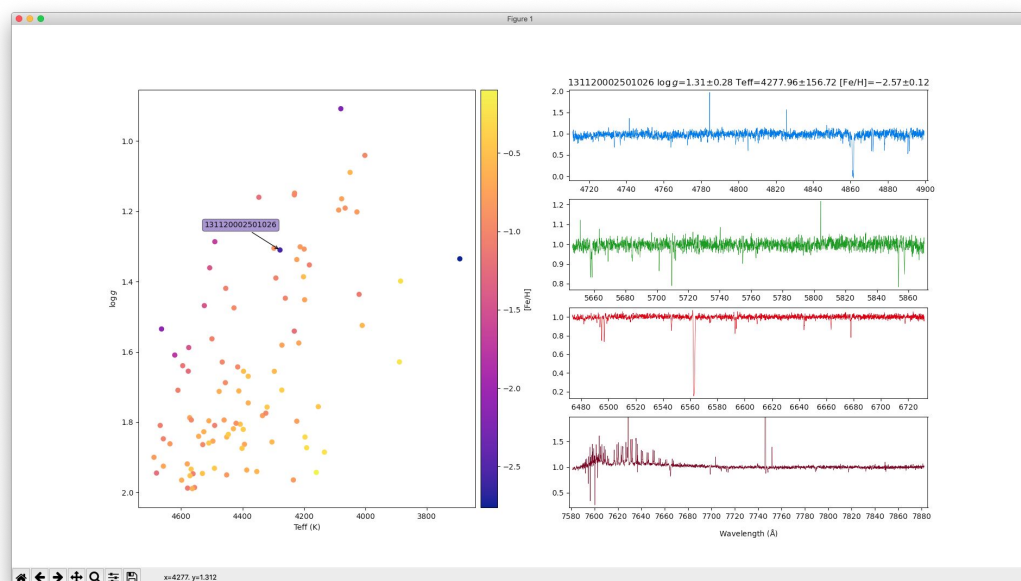 Figure 1
1.0
1.2
1.4
1.6
1.8
2.0
log g
4600 4400 4200 4000 3800
Teff (K)
131120002501026
−0.5
−1.0
−1.5
−2.0
−2.5
[Fe/H]
131120002501026 log g=1.31±0.28 Teff=4277.96±156.72 [Fe/H]=−2.57±0.12
2.0
1.5
1.0
0.5
0.0
4720 4740 4760 4780 4800 4820 4840 4860 4880 4900
1.2
1.1
1.0
0.9
0.8
5660 5680 5700 5720 5740 5760 5780 5800 5820 5840 5860
1.0
0.8
0.6
0.4
0.2
6480 6500 6520 6540 6560 6580 6600 6620 6640 6660 6680 6700 6720
1.5
1.0
0.5
7580 7600 7620 7640 7660 7680 7700 7720 7740 7760 7780 7800 7820 7840 7860 7880
Wavelength (Å)
x=4277. y=1.312